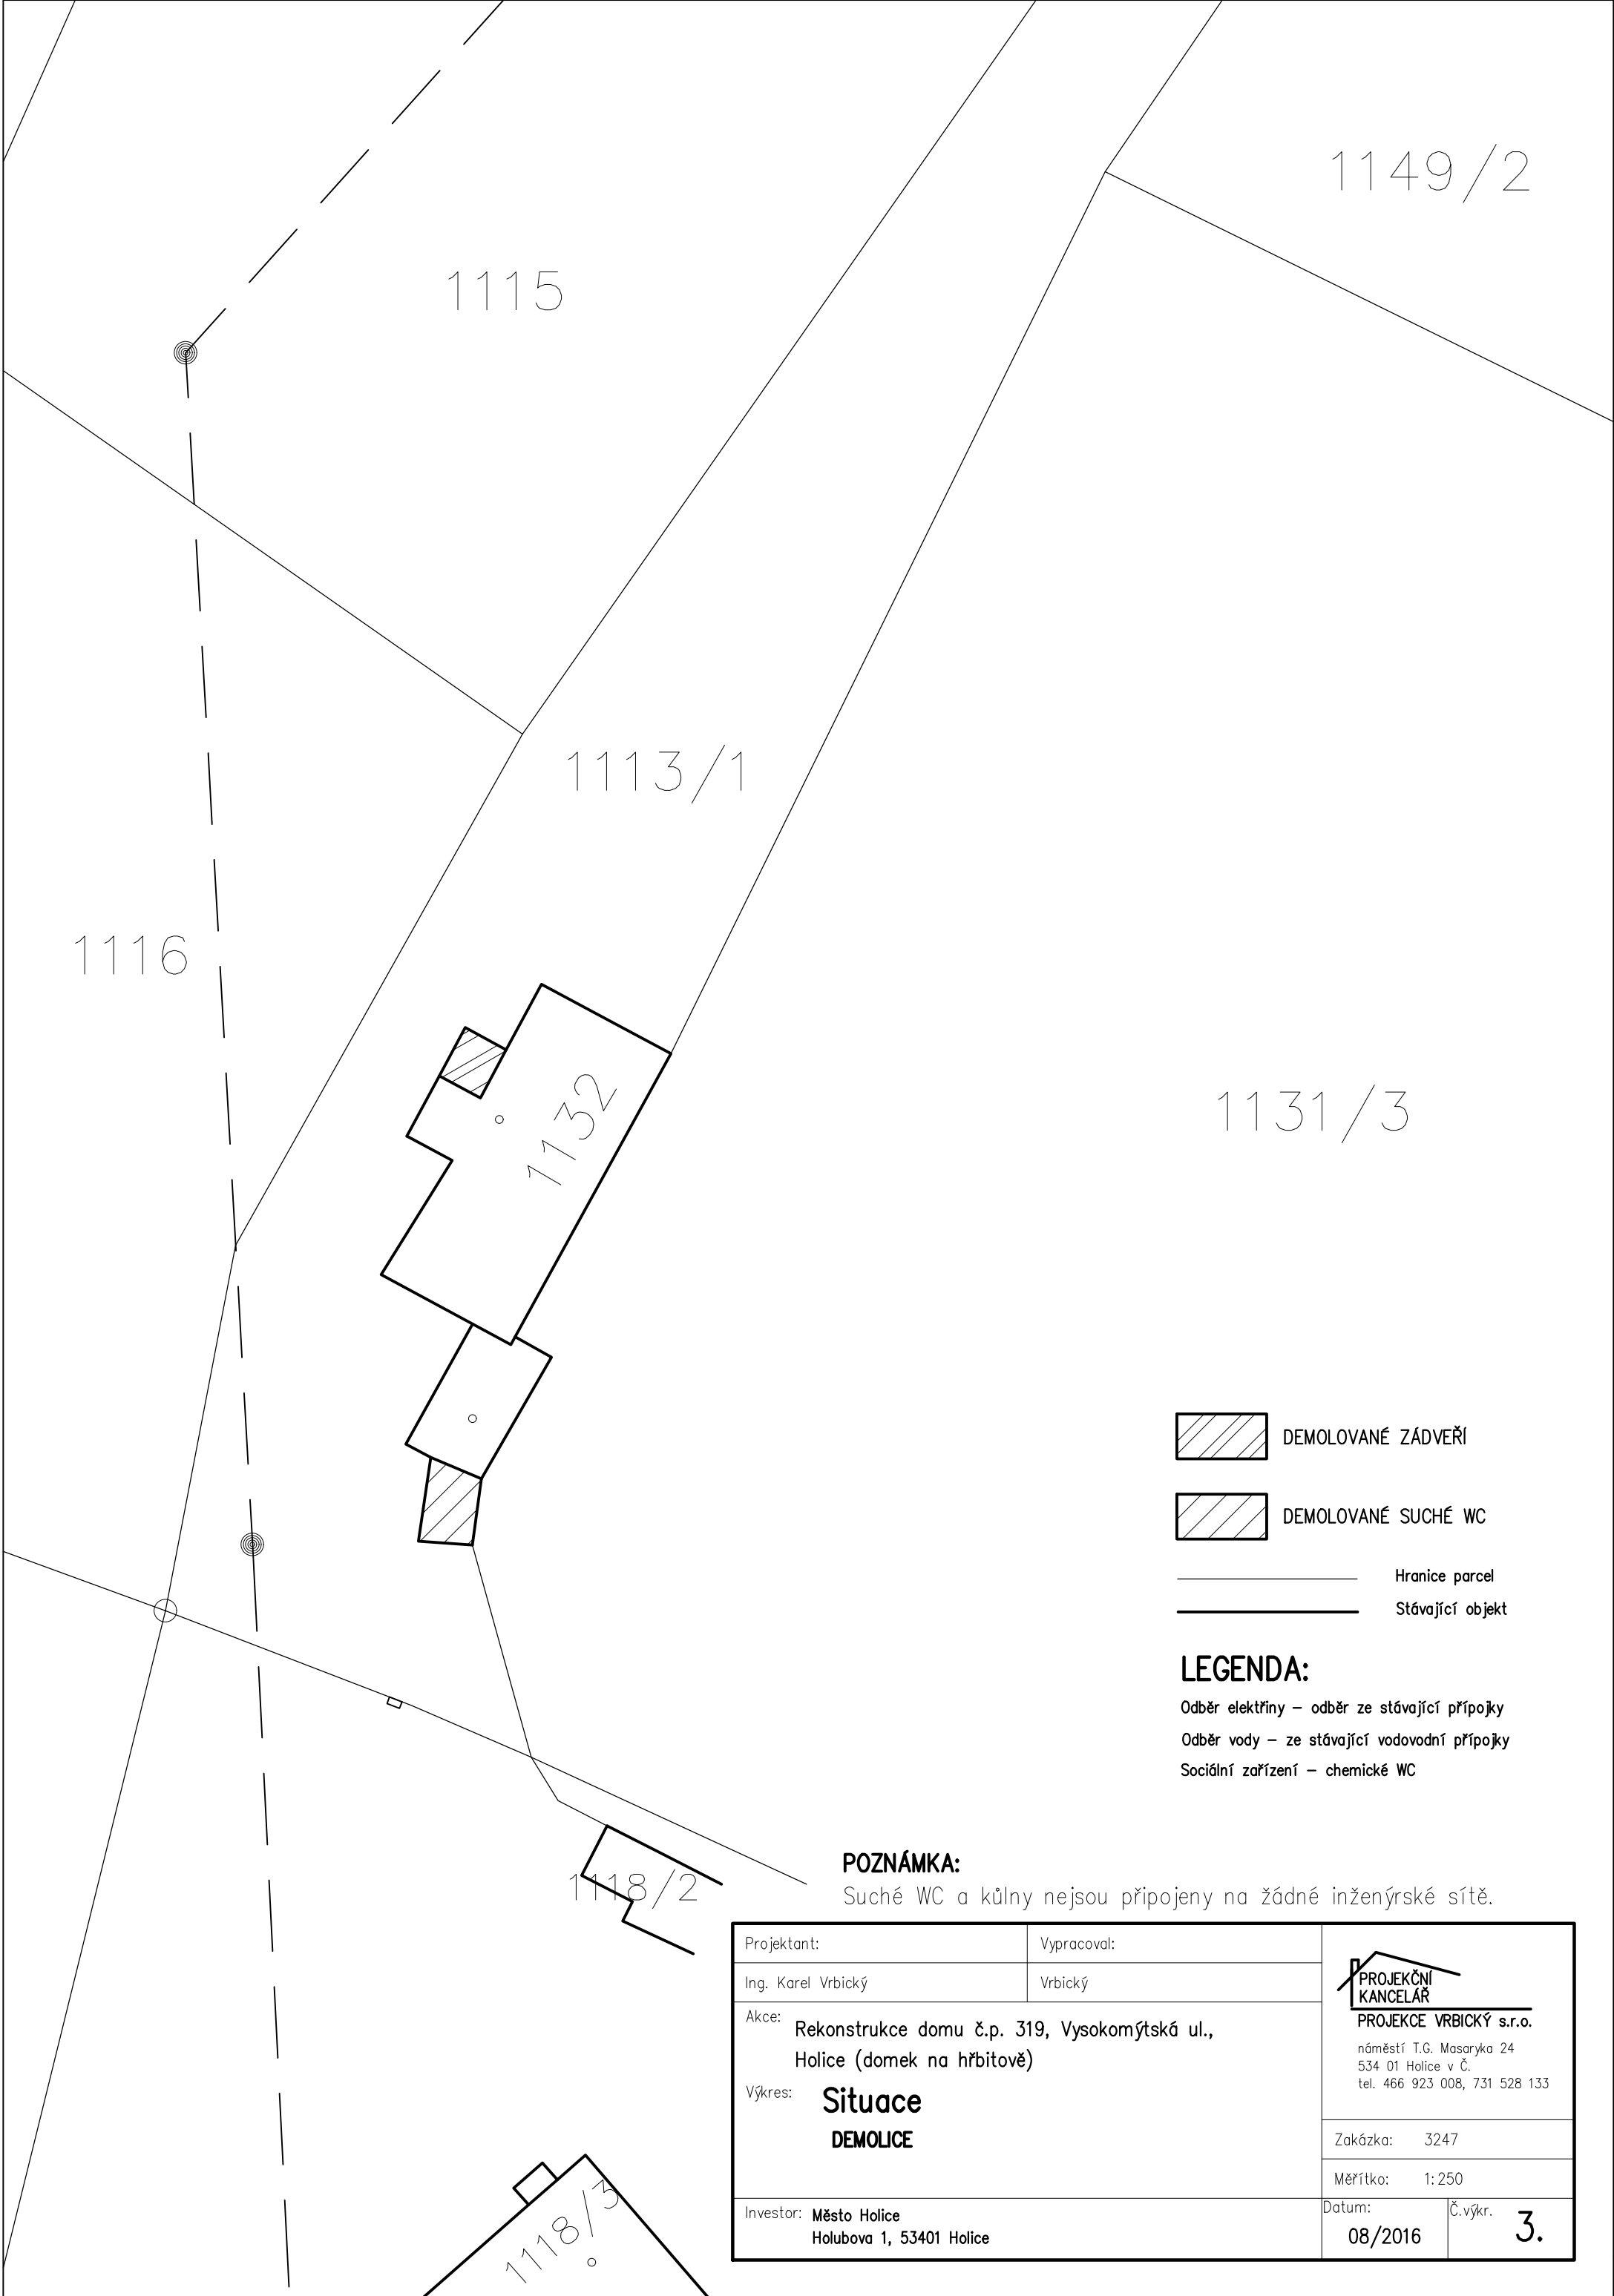 1149/2
1115
1113/1
1116
1132
1131/3
DEMOLOVANÉ ZÁDVEŘÍ
DEMOLOVANÉ SUCHÉ WC
Hranice parcel
Stávající objekt
LEGENDA:
Odběr elektřiny – odběr ze stávající přípojky
Odběr vody – ze stávající vodovodní přípojky
Sociální zařízení – chemické WC
POZNÁMKA:
Suché WC a kůlny nejsou připojeny na žádné inženýrské sítě.
1118/2
Projektant:
Vypracoval:
Ing. Karel Vrbický
Vrbický
Akce:
Rekonstrukce domu č.p. 319, Vysokomýtská ul.,
Holice (domek na hřbitově)
Výkres:
Situace
DEMOLICE
PROJEKČNÍ
KANCELÁŘ
PROJEKCE VRBICKÝ s.r.o.
náměstí T.G. Masaryka 24
534 01 Holice v Č.
tel. 466 923 008, 731 528 133
Zakázka: 3247
Měřítko: 1:250
Investor: Město Holice
Holubova 1, 53401 Holice
Datum:
08/2016
Č.výkr.
3.
1118/3